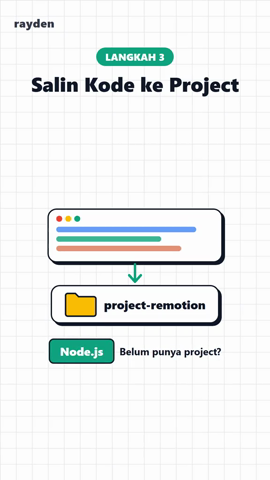 rayden
LANGKAH 3
Salin Kode ke Project
project-remotion
Node.js Belum punya project?